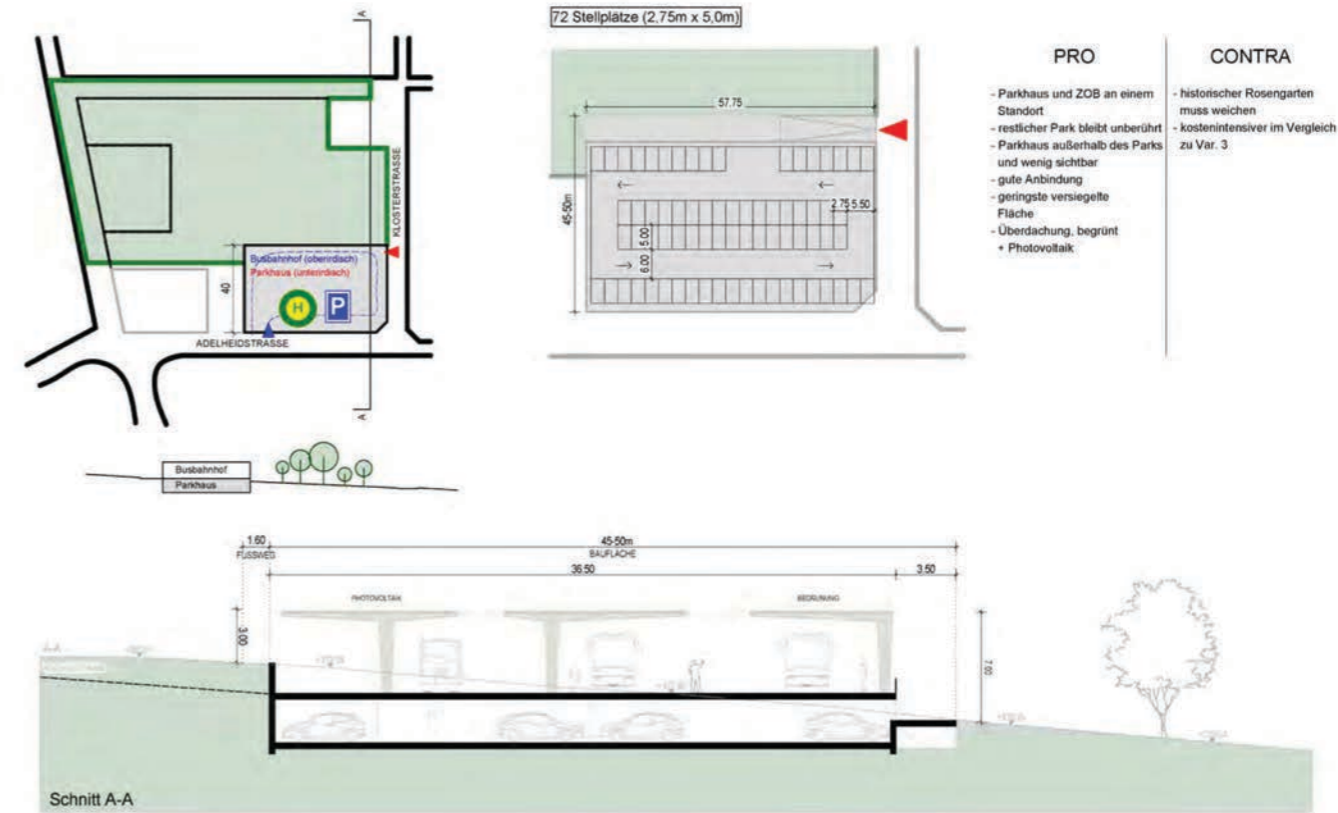 A
72 Stellplätze (2,75m x 5,0m)
KLOSTERSTRASSE
Busbahnhof (oberirdisch)
Parkhaus (unterirdisch)
40
H
P
ADELHEIDSTRASSE
A
57.75
45-50m
2.75 5.50
5.00
6.00
PRO
- Parkhaus und ZOB an einem
Standort
- restlicher Park bleibt unberührt
- Parkhaus außerhalb des Parks
und wenig sichtbar
- gute Anbindung
- geringste versiegelte
Fläche
- Überdachung, begrünt
+ Photovoltaik
CONTRA
- historischer Rosengarten
muss weichen
- kostenintensiver im Vergleich
zu Var. 3
Busbahnhof
Parkhaus
1.60
FUSSWEG
45-50m
BAUFLÄCHE
36.50
3.50
PHOTOVOLTAIK
BEGRÜNUNG
3.00
7.00
Schnitt A-A